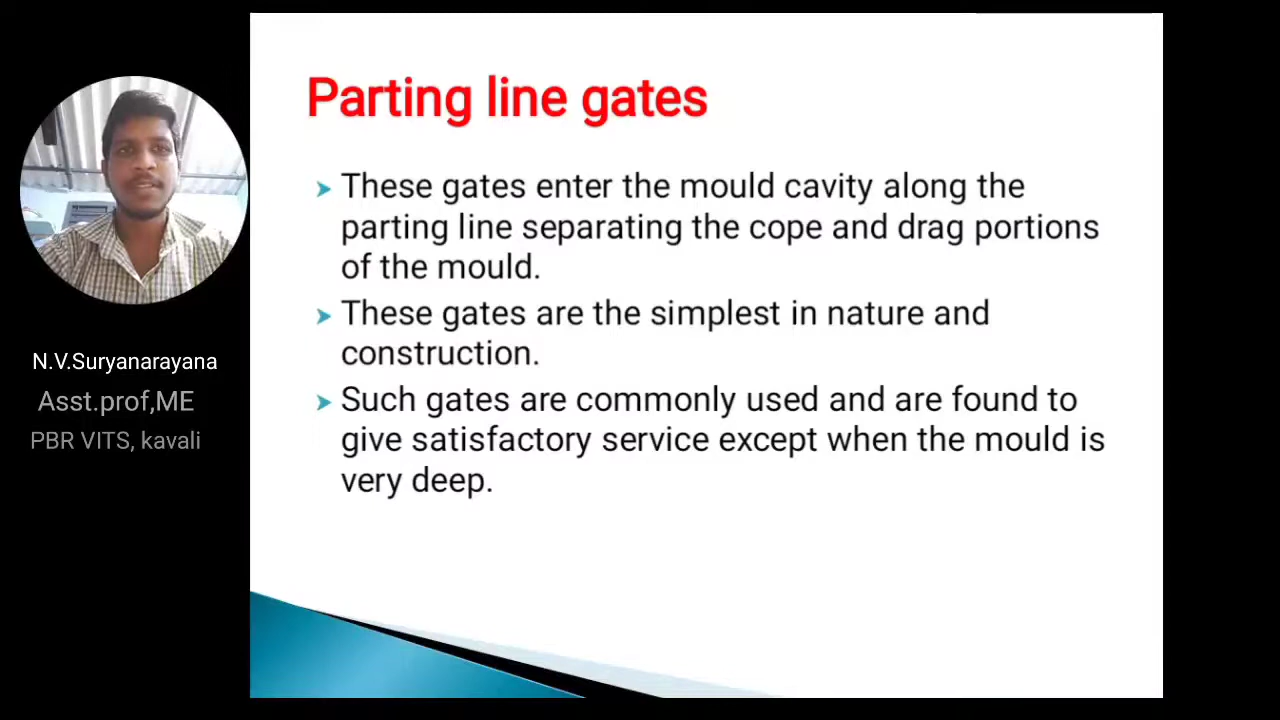 Parting line gates
These gates enter the mould cavity along the
parting line separating the cope and drag portions
of the mould.
These gates are the simplest in nature and
construction.
Such gates are commonly used and are found to
give satisfactory service except when the mould is
very deep.
N.V.Suryanarayana
Asst.prof,ME
PBR VITS, kavali